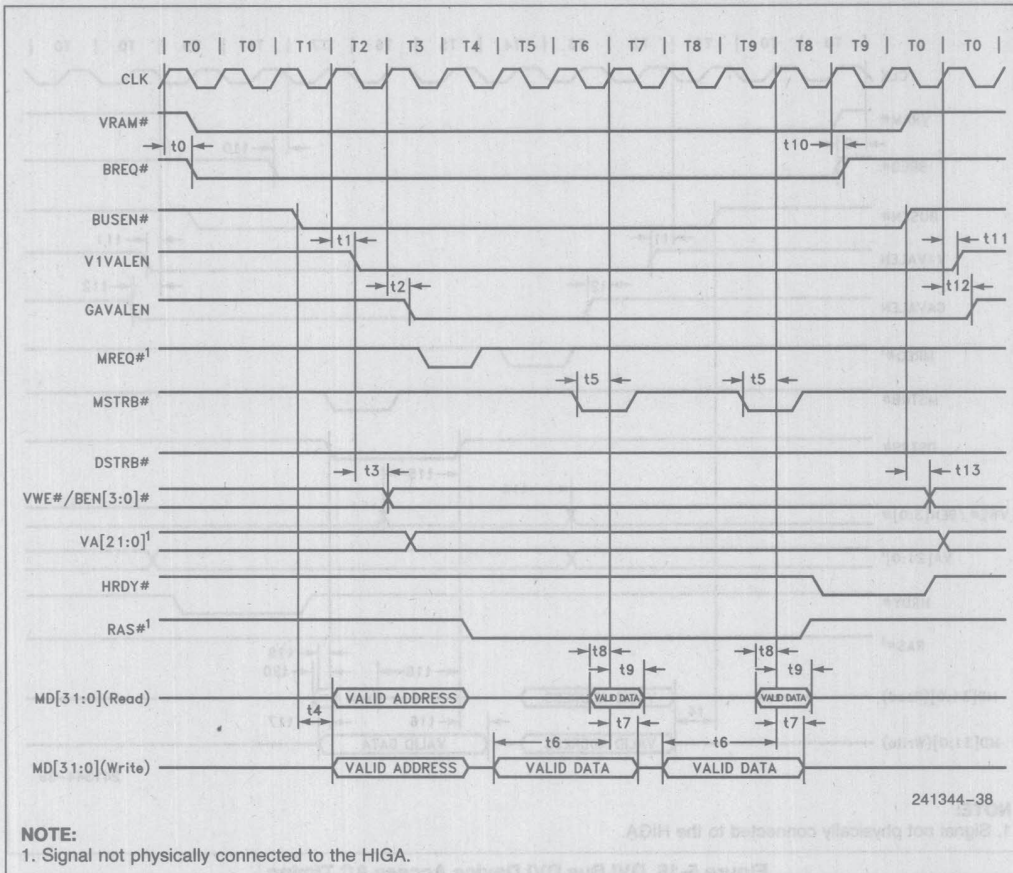 T0 T0 T1 T2 T3 T4 T5 T6 T7 T8 T9 T8 T9 T0 T0
CLK
VRAM#
t0
t10
BREQ#
BUSEN#
t1
t11
V1VALEN
t2
t12
GAVALEN
MREQ#1
t5
t5
MSTRB#
DSTRB#
t3
t13
VWE#/BEN[3:0]#
VA[21:0]1
HRDY#
RAS#1
t8
t8
t9
t9
MD[31:0](Read)
VALID ADDRESS
VALID DATA
VALID DATA
t4
t7
t7
t6
t6
MD[31:0](Write)
VALID ADDRESS
VALID DATA
VALID DATA
241344-38
NOTE:
1. Signal not physically connected to the HIGA.